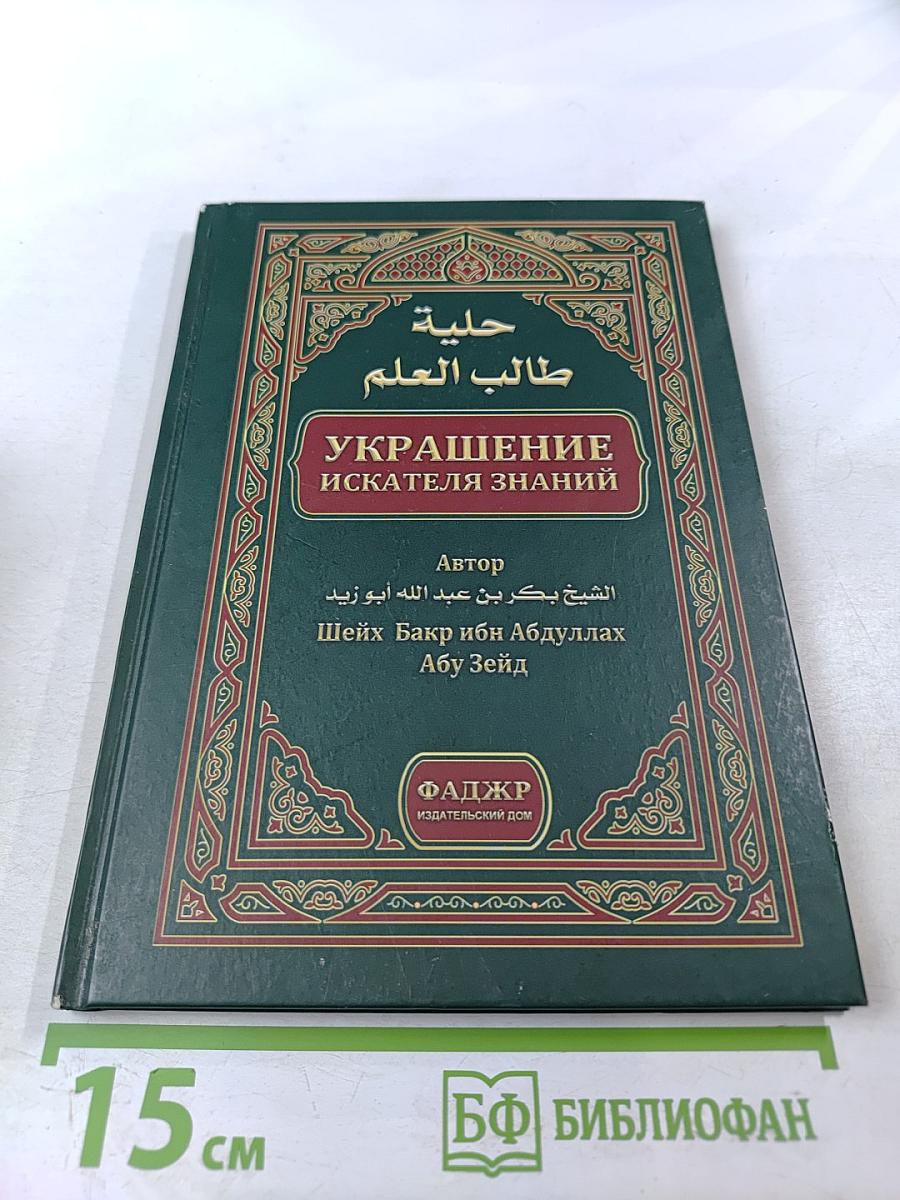 حلية
طالب العلم
УКРАШЕНИЕ
ИСКАТЕЛЯ ЗНАНИЙ
Автор
الشيخ بكر بن عبد الله أبو زيد
Шейх Бакр ибн Абдуллах
Абу Зейд
ФАДЖР
ИЗДАТЕЛЬСКИЙ ДОМ
15 см
БФ БИБЛИОФАН